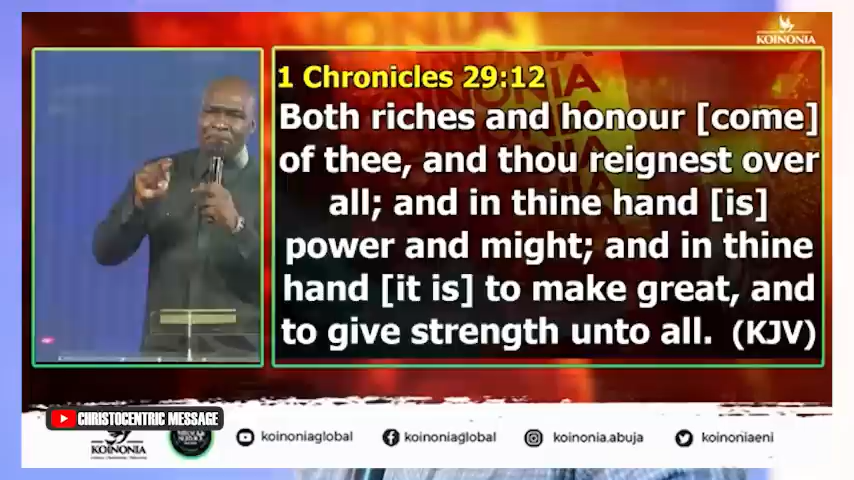 KOINONIA
1 Chronicles 29:12
Both riches and honour [come]
of thee, and thou reignest over
all; and in thine hand [is]
power and might; and in thine
hand [it is] to make great, and
to give strength unto all. (KJV)
CHRISTOCENTRIC MESSAGE
KOINONIA
koinoniaglobal
koinoniaglobal
koinonia.abuja
koinoniaeni